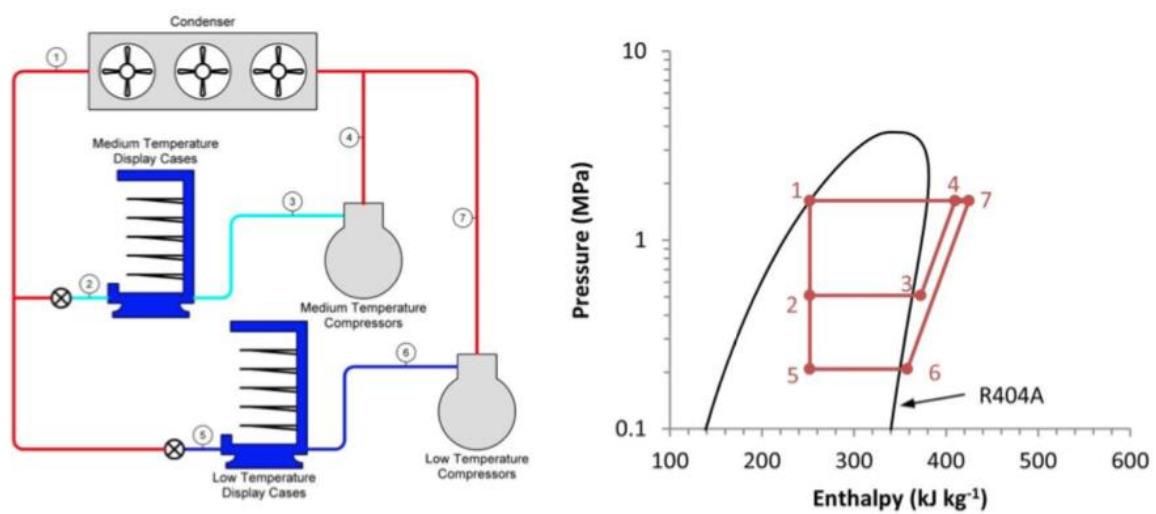 Condenser
1
4
Medium Temperature
Display Cases
3
7
2
Medium Temperature
Compressors
6
5
Low Temperature
Display Cases
Low Temperature
Compressors
10
1
0.1
Pressure (MPa)
1
4
7
2
3
5
6
R404A
100
200
300
400
500
600
Enthalpy (kJ kg⁻¹)